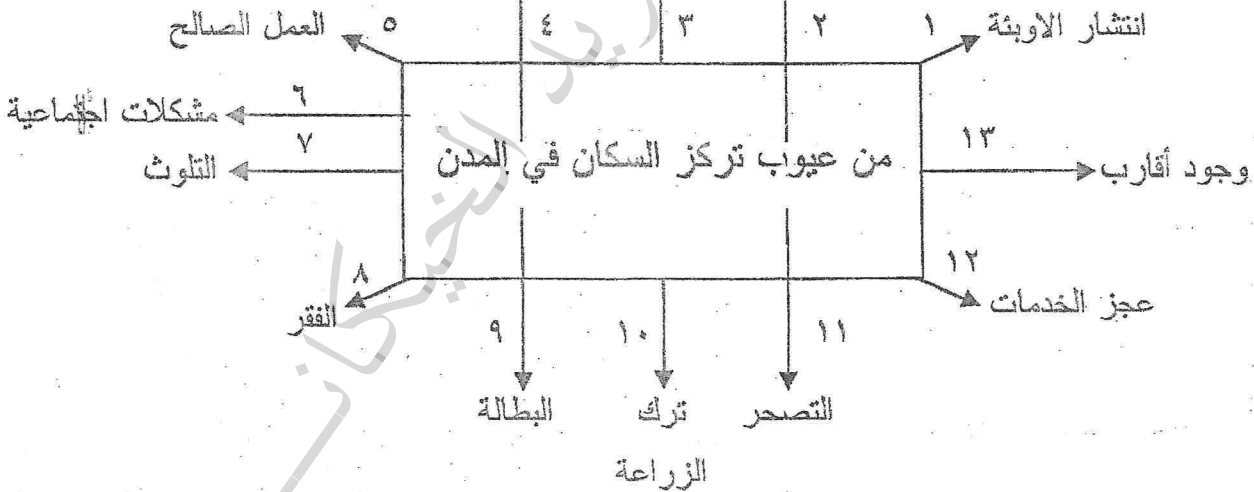 ١ انتشار الاوبئة
٢
٣
٤
٥ العمل الصالح
٦ مشكلات اجتماعية
٧ التلوث
من عيوب تركز السكان في المدن
١٣ وجود أقارب
١٢ عجز الخدمات
٨ الفقر
٩ البطالة
١٠ ترك
الزراعة
١١ التصحر